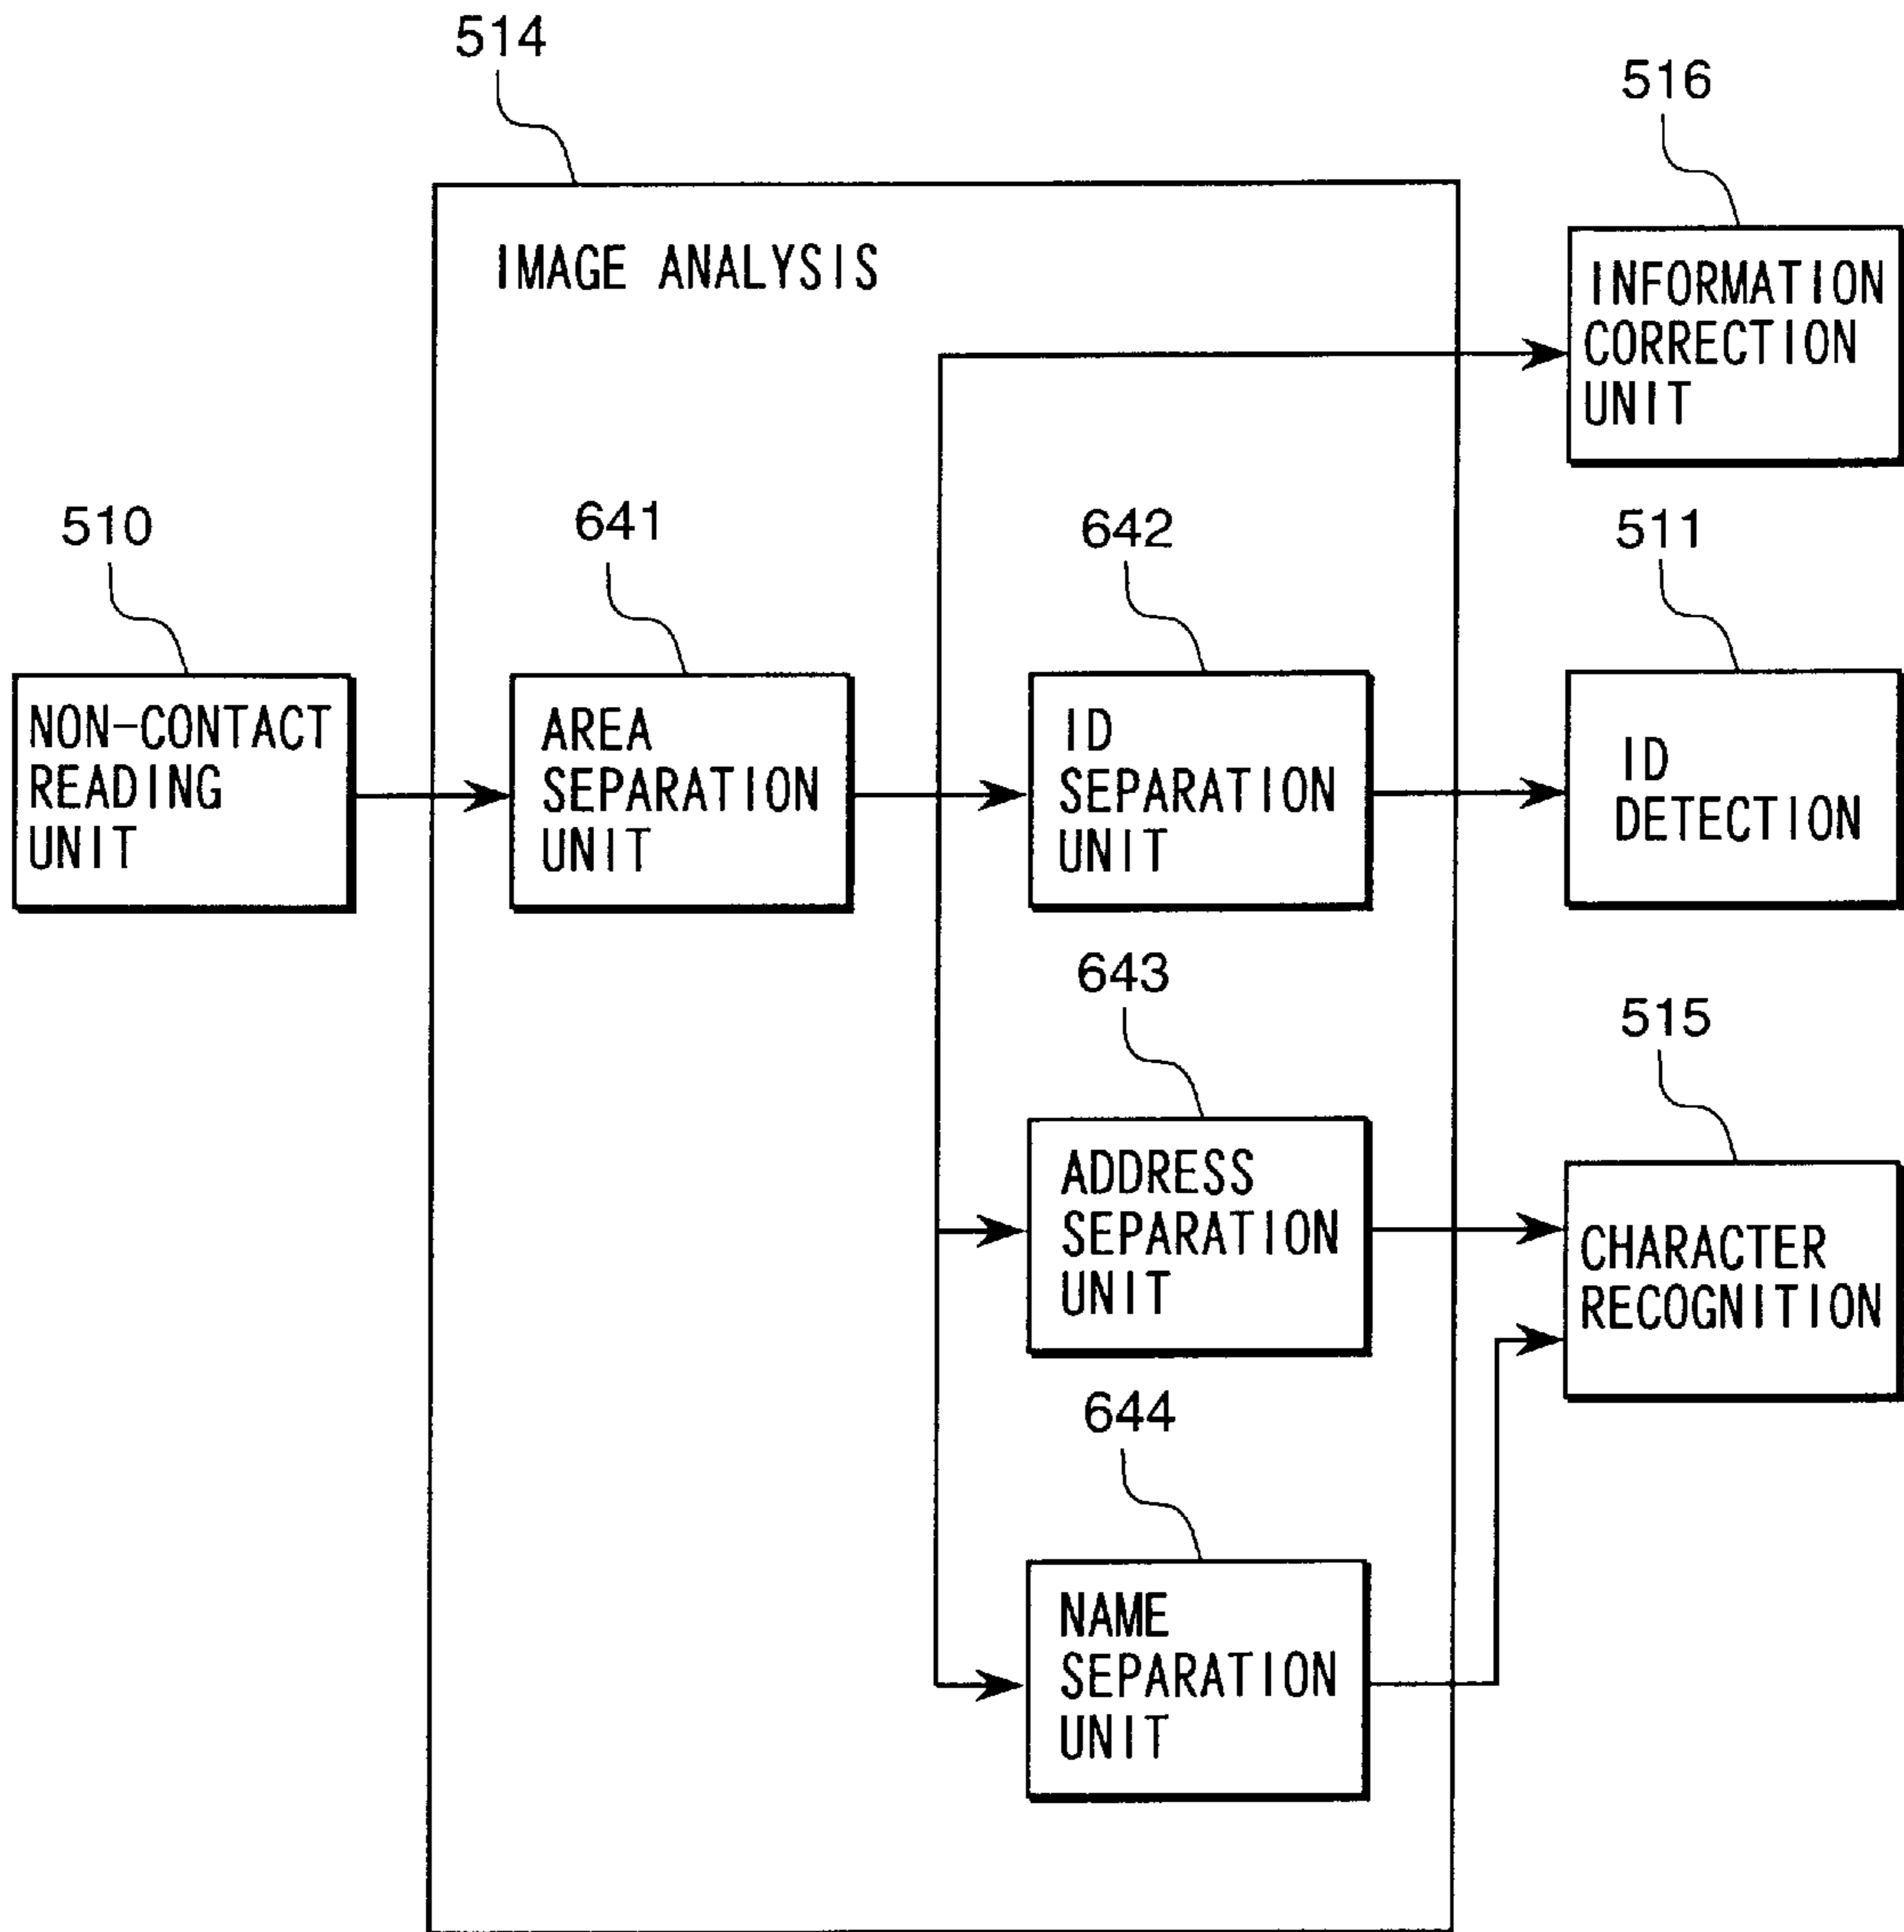 514
516
IMAGE ANALYSIS
INFORMATION
CORRECTION
UNIT
510
641
642
511
NON-CONTACT
READING
UNIT
AREA
SEPARATION
UNIT
ID
SEPARATION
UNIT
ID
DETECTION
643
515
ADDRESS
SEPARATION
UNIT
CHARACTER
RECOGNITION
644
NAME
SEPARATION
UNIT